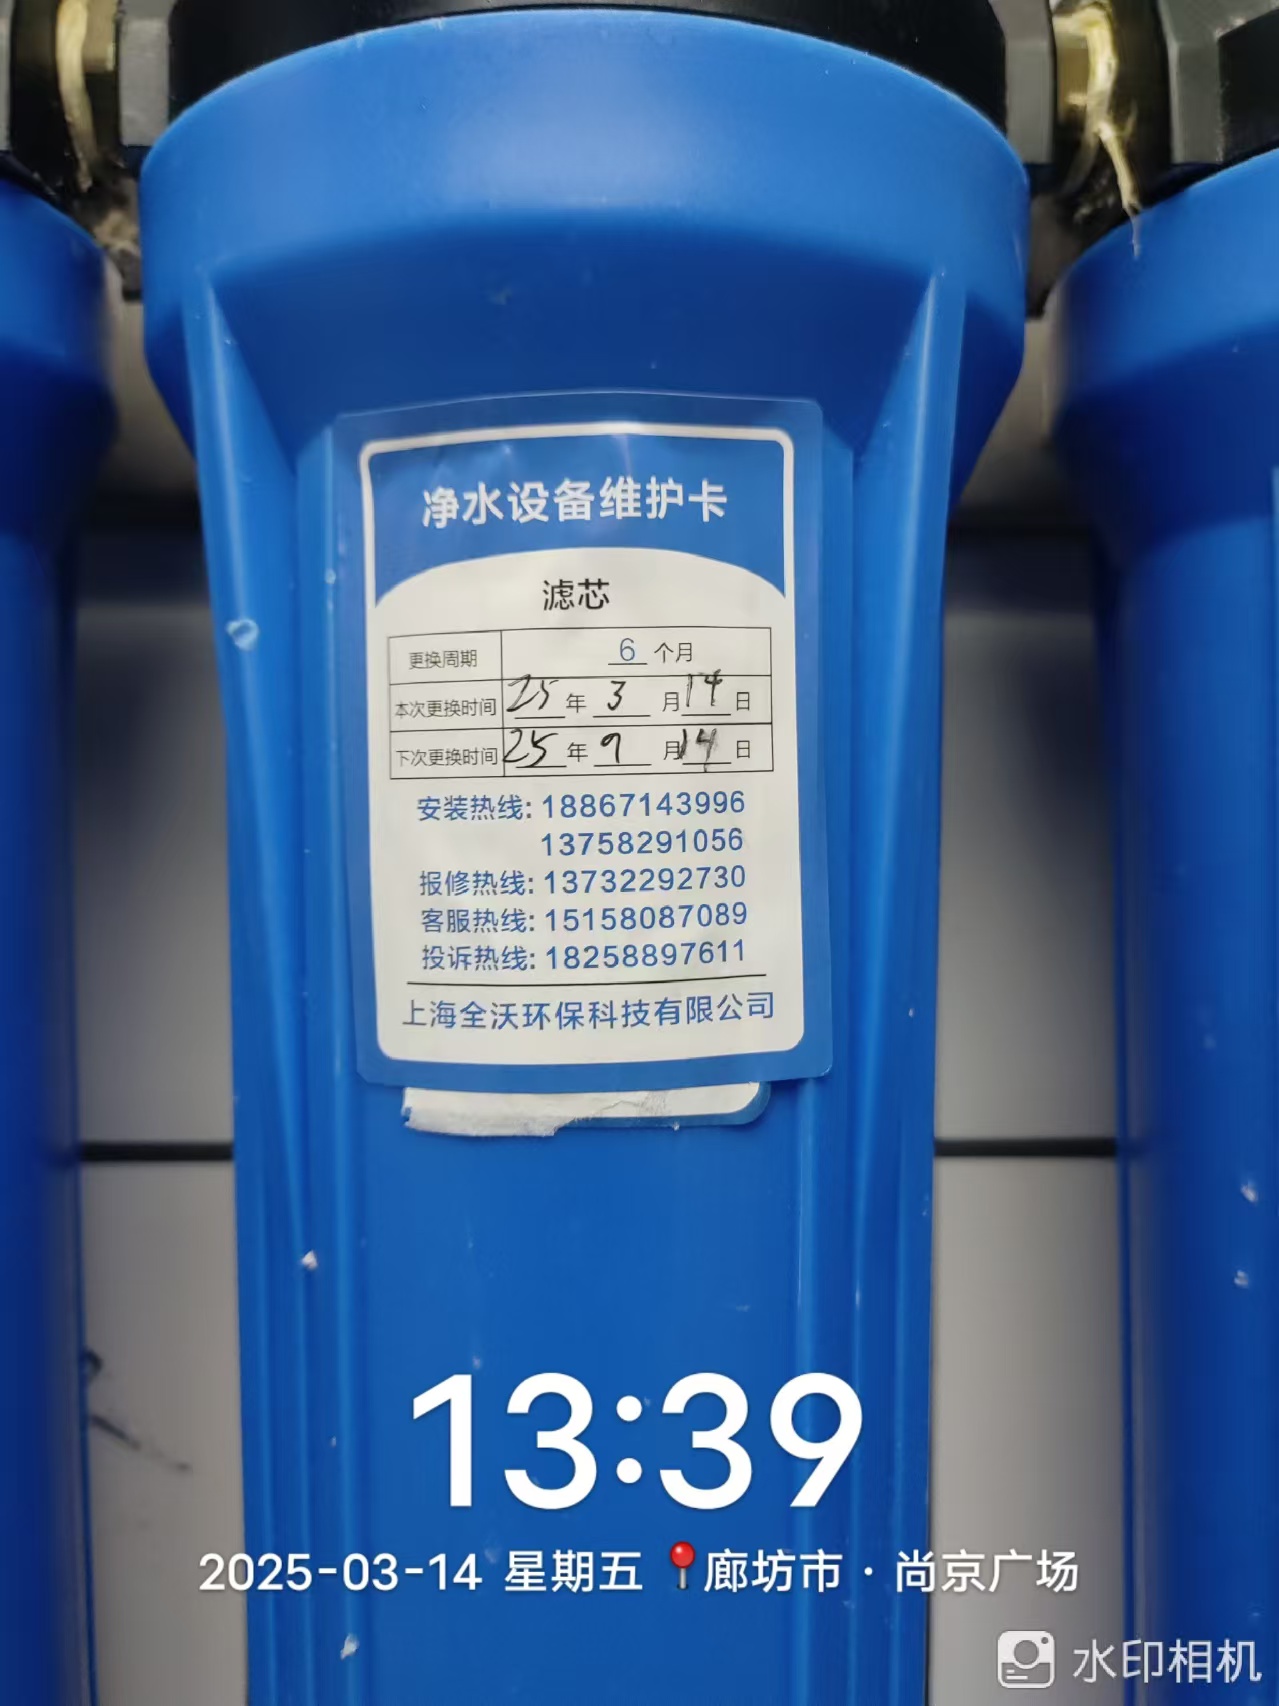 净水设备维护卡
滤芯
更换周期 6 个月
本次更换时间 25 年 3 月 14 日
下次更换时间 25 年 9 月 14 日
安装热线: 18867143996
13758291056
报修热线: 13732292730
客服热线: 15158087089
投诉热线: 18258897611
上海全沃环保科技有限公司
13:39
2025-03-14 星期五 廊坊市·尚京广场
水印相机